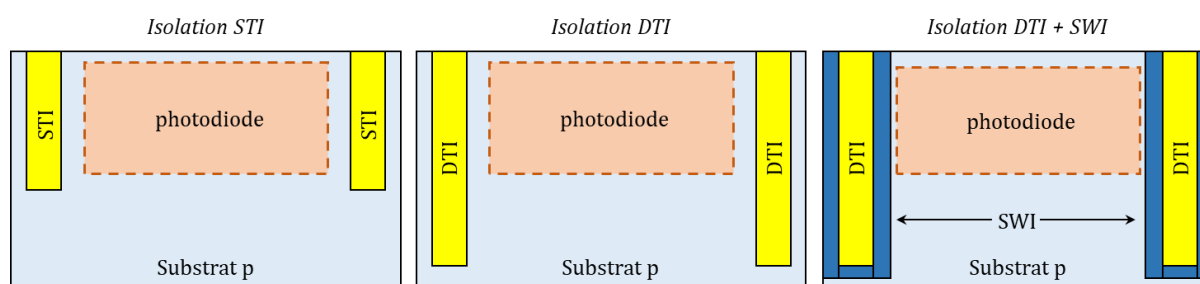 Isolation STI
STI
photodiode
STI
Substrat p
Isolation DTI
DTI
photodiode
DTI
Substrat p
Isolation DTI + SWI
DTI
photodiode
DTI
SWI
Substrat p